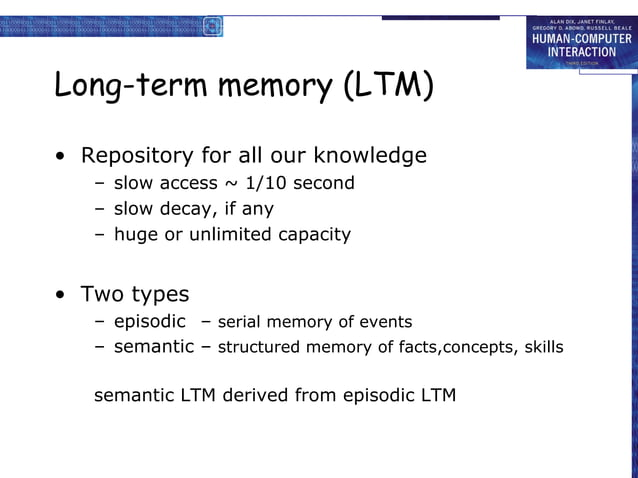 ALAN DIX, JANET FINLAY,
GREGORY D. ABOWD, RUSSELL BEALE
HUMAN-COMPUTER
INTERACTION
THIRD EDITION
Long-term memory (LTM)
• Repository for all our knowledge
– slow access ~ 1/10 second
– slow decay, if any
– huge or unlimited capacity
• Two types
– episodic – serial memory of events
– semantic – structured memory of facts,concepts, skills
semantic LTM derived from episodic LTM